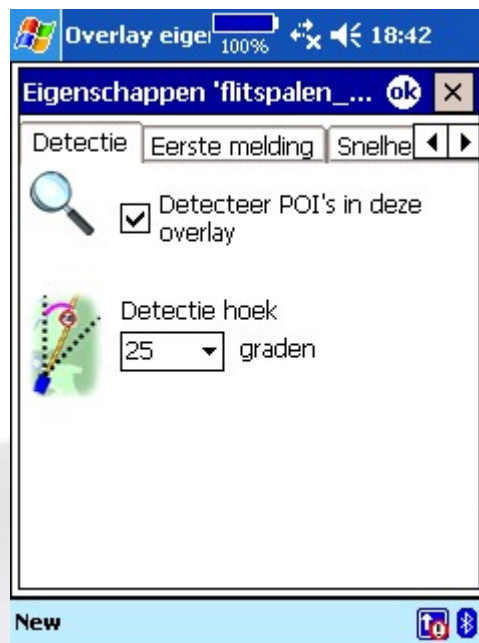 Overlay eiger 100% 18:42
Eigenschappen 'flitspalen_... ok
Detectie Eerste melding Snelhe
Detecteer POI's in deze
overlay
Detectie hoek
25 graden
New